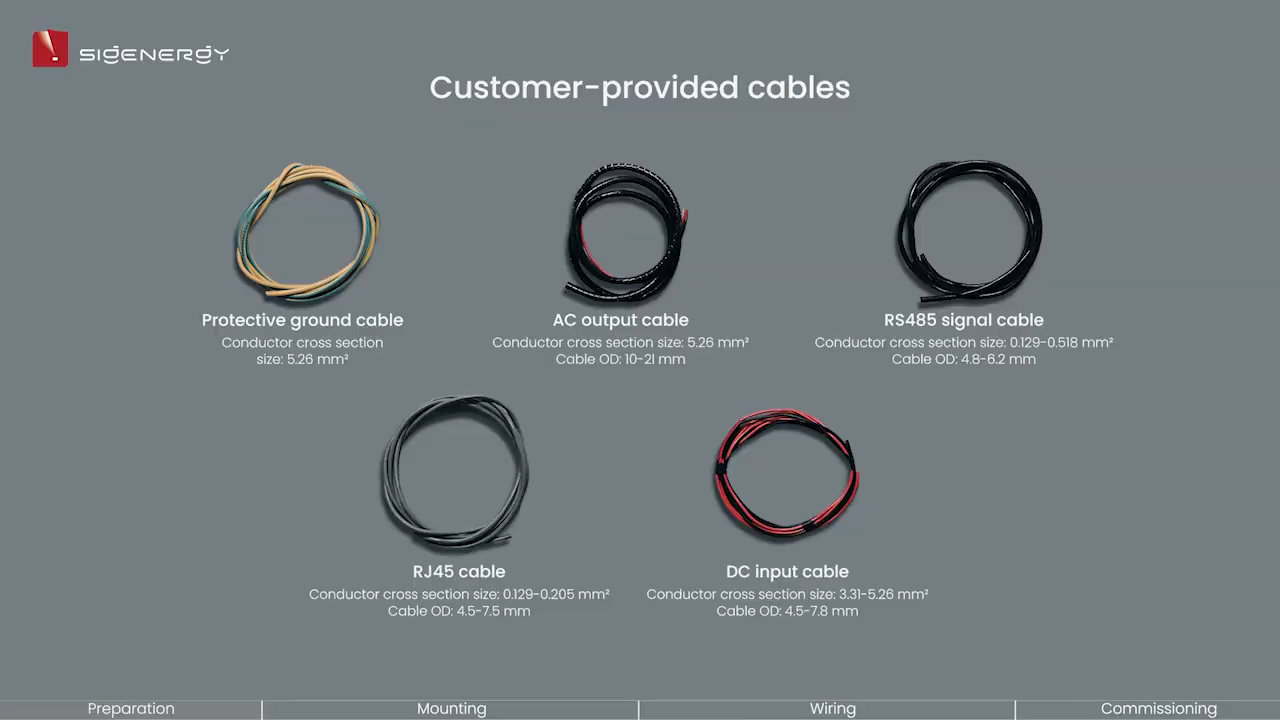 SIGENERGY
Customer-provided cables
Protective ground cable
Conductor cross section
size: 5.26 mm²
AC output cable
Conductor cross section size: 5.26 mm²
Cable OD: 10-21 mm
RS485 signal cable
Conductor cross section size: 0.129-0.518 mm²
Cable OD: 4.8-6.2 mm
RJ45 cable
Conductor cross section size: 0.129-0.205 mm²
Cable OD: 4.5-7.5 mm
DC input cable
Conductor cross section size: 3.31-5.26 mm²
Cable OD: 4.5-7.8 mm
Preparation
Mounting
Wiring
Commissioning